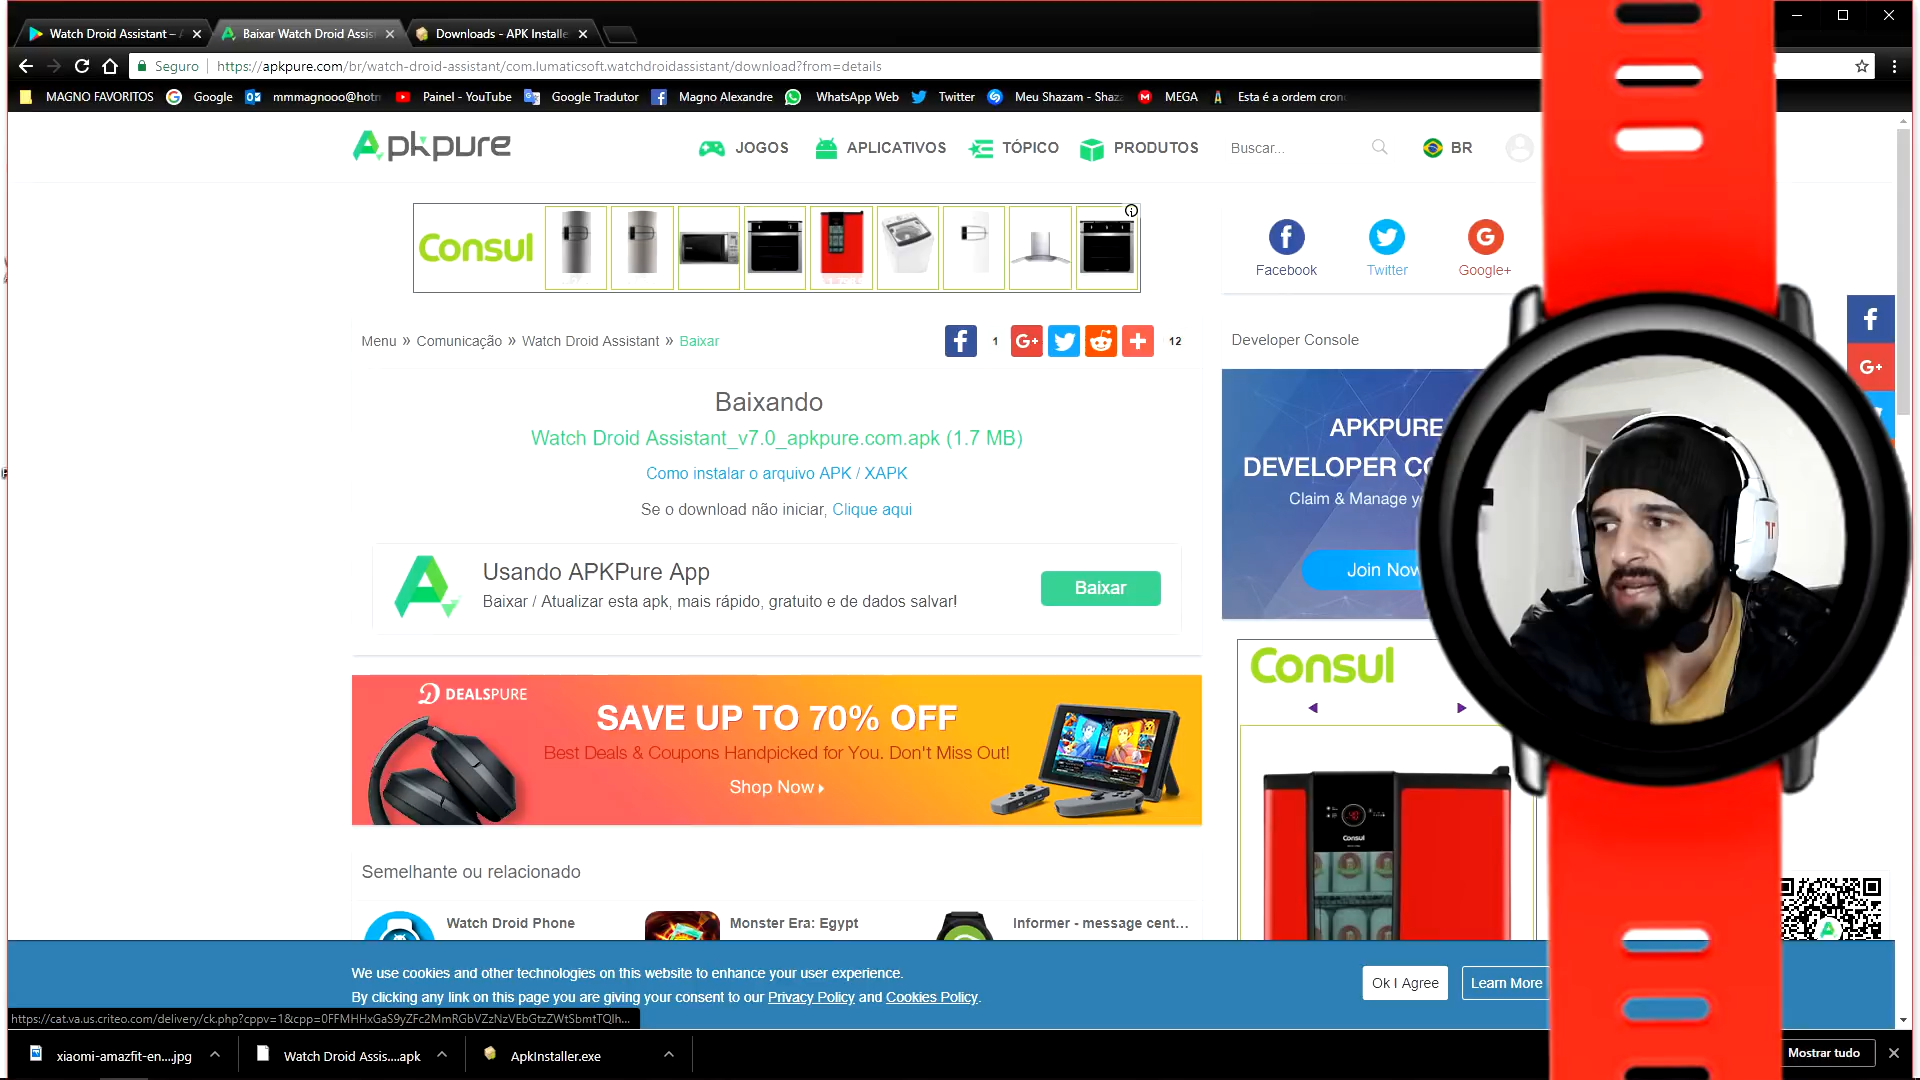 Watch Droid Assistant –
Baixar Watch Droid Assis
Downloads - APK Installe
Seguro
https://apkpure.com/br/watch-droid-assistant/com.lumaticsoft.watchdroidassistant/download?from=details
MAGNO FAVORITOS
Google
mmmagnooo@hotm
Painel - YouTube
Google Tradutor
Magno Alexandre
WhatsApp Web
Twitter
Meu Shazam - Shaz
MEGA
Esta é a ordem cron
Apkpure
JOGOS
APLICATIVOS
TÓPICO
PRODUTOS
Buscar...
BR
Consul
Facebook
Twitter
Google+
Menu » Comunicação » Watch Droid Assistant » Baixar
1
12
Developer Console
Baixando
Watch Droid Assistant_v7.0_apkpure.com.apk (1.7 MB)
Como instalar o arquivo APK / XAPK
Se o download não iniciar, Clique aqui
APKPURE
DEVELOPER CO
Claim & Manage y
Join Now
Usando APKPure App
Baixar / Atualizar esta apk, mais rápido, gratuito e de dados salvar!
Baixar
Consul
DEALSPURE
SAVE UP TO 70% OFF
Best Deals & Coupons Handpicked for You. Don't Miss Out!
Shop Now
Consul
Semelhante ou relacionado
Watch Droid Phone
Monster Era: Egypt
Informer - message cent...
We use cookies and other technologies on this website to enhance your user experience.
By clicking any link on this page you are giving your consent to our Privacy Policy and Cookies Policy.
Ok I Agree
Learn More
https://cat.va.us.criteo.com/delivery/ck.php?cppv=1&cpp=0FFMHHxGaS9yZFc2MmRGbVZzNzVEbGtzZWtSbmtTQlh...
xiaomi-amazfit-en....jpg
Watch Droid Assis....apk
ApkInstaller.exe
Mostrar tudo